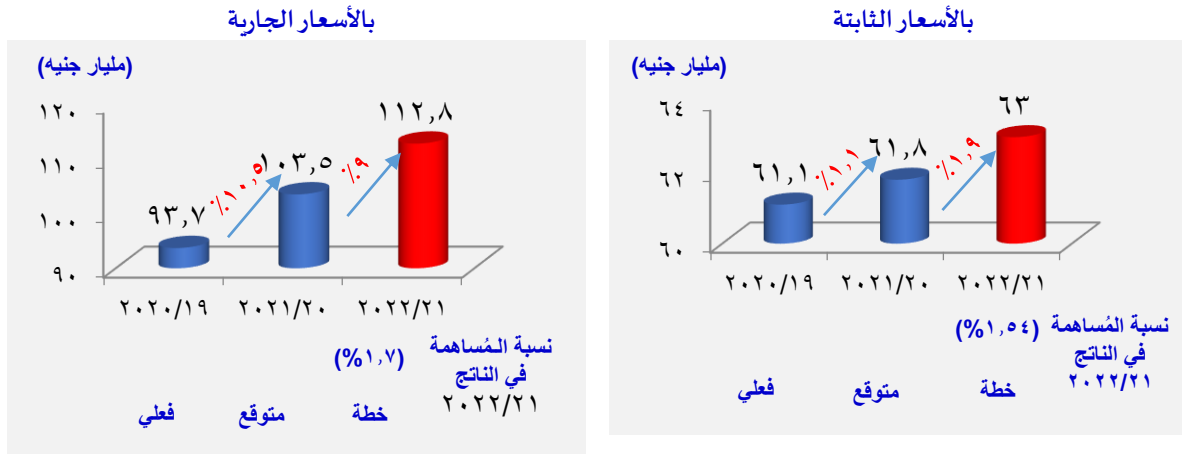 بالأسعار الثابتة
(مليار جنيه)
٦٤
٦٢
٦٠
٦١,١
٪١,١
٦١,٨
٪١,٩
٦٣
٢٠٢٠/١٩
٢٠٢١/٢٠
٢٠٢٢/٢١
نسبة المُساهمة في الناتج ٢٠٢٢/٢١
(%١,٥٤)
فعلي
متوقع
خطة
بالأسعار الجارية
(مليار جنيه)
١٢٠
١١٠
١٠٠
٩٠
٩٣,٧
٪١٠,٥
١٠٣,٥
٪٩
١١٢,٨
٢٠٢٠/١٩
٢٠٢١/٢٠
٢٠٢٢/٢١
نسبة المُساهمة
في الناتج
٢٠٢٢/٢١
(%١,٧)
فعلي
متوقع
خطة